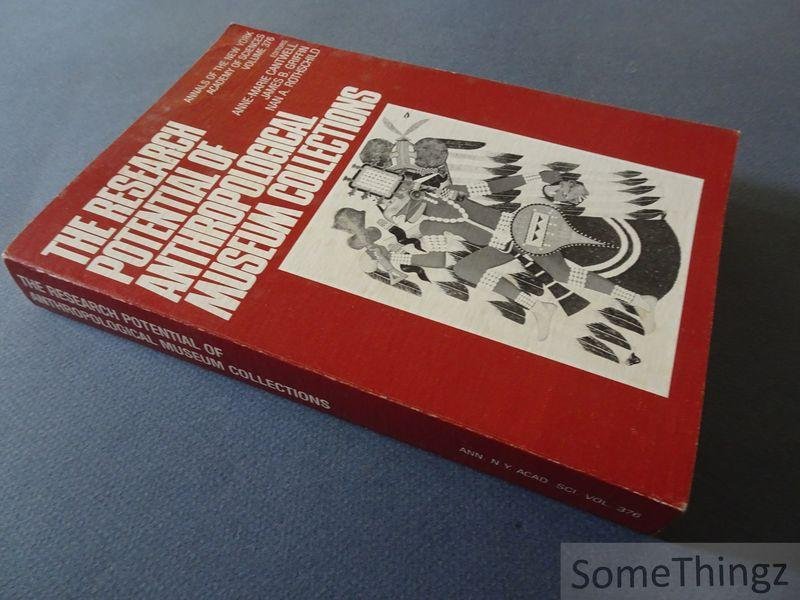 ANNALS OF THE NEW YORK
ACADEMY OF SCIENCES
VOLUME 376
EDITORS
ANNE-MARIE CANTWELL
JAMES B. GRIFFIN
NAN A. ROTHSCHILD
THE RESEARCH
POTENTIAL OF
ANTHROPOLOGICAL
MUSEUM COLLECTIONS
THE RESEARCH POTENTIAL OF
ANTHROPOLOGICAL MUSEUM COLLECTIONS
ANN. N.Y. ACAD. SCI. VOL. 376
SomeThingz